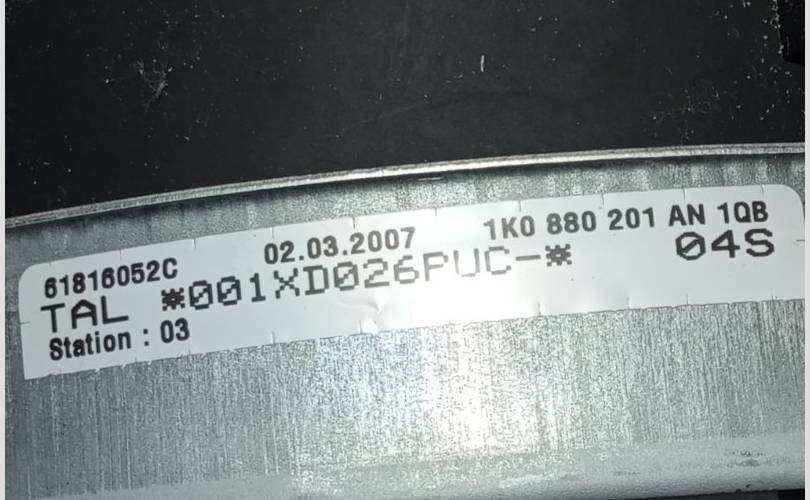 61816052C 02.03.2007 1K0 880 201 AN 1QB
TAL *001XD026PUC-* 04S
Station : 03